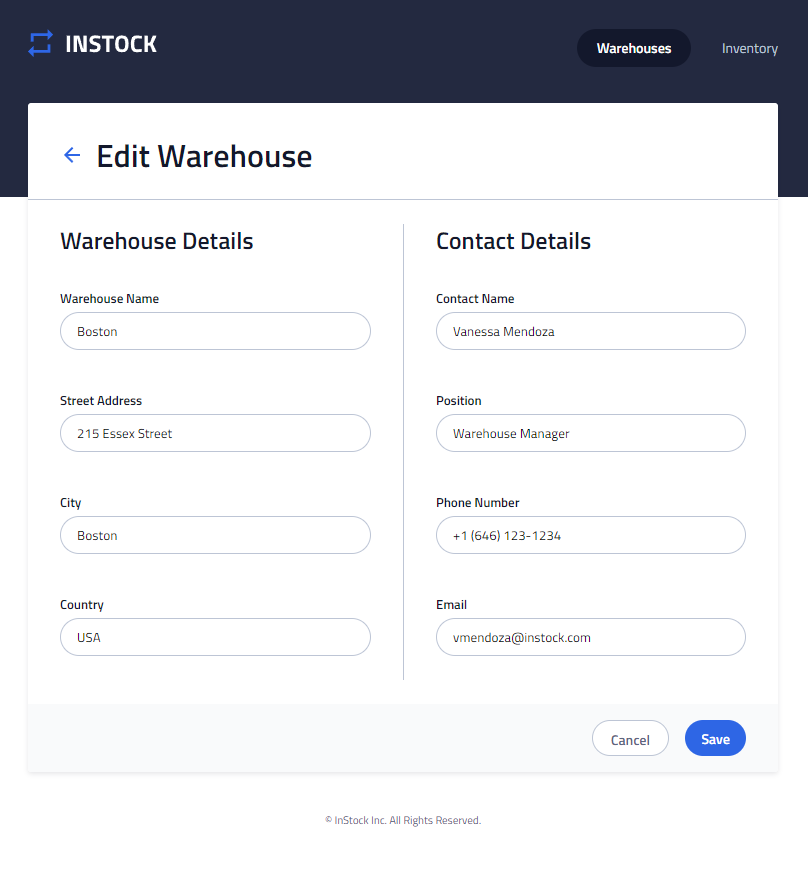 INSTOCK
Warehouses
Inventory
Edit Warehouse
Warehouse Details
Warehouse Name
Boston
Street Address
215 Essex Street
City
Boston
Country
USA
Contact Details
Contact Name
Vanessa Mendoza
Position
Warehouse Manager
Phone Number
+1 (646) 123-1234
Email
vmendoza@instock.com
Cancel
Save
© InStock Inc. All Rights Reserved.